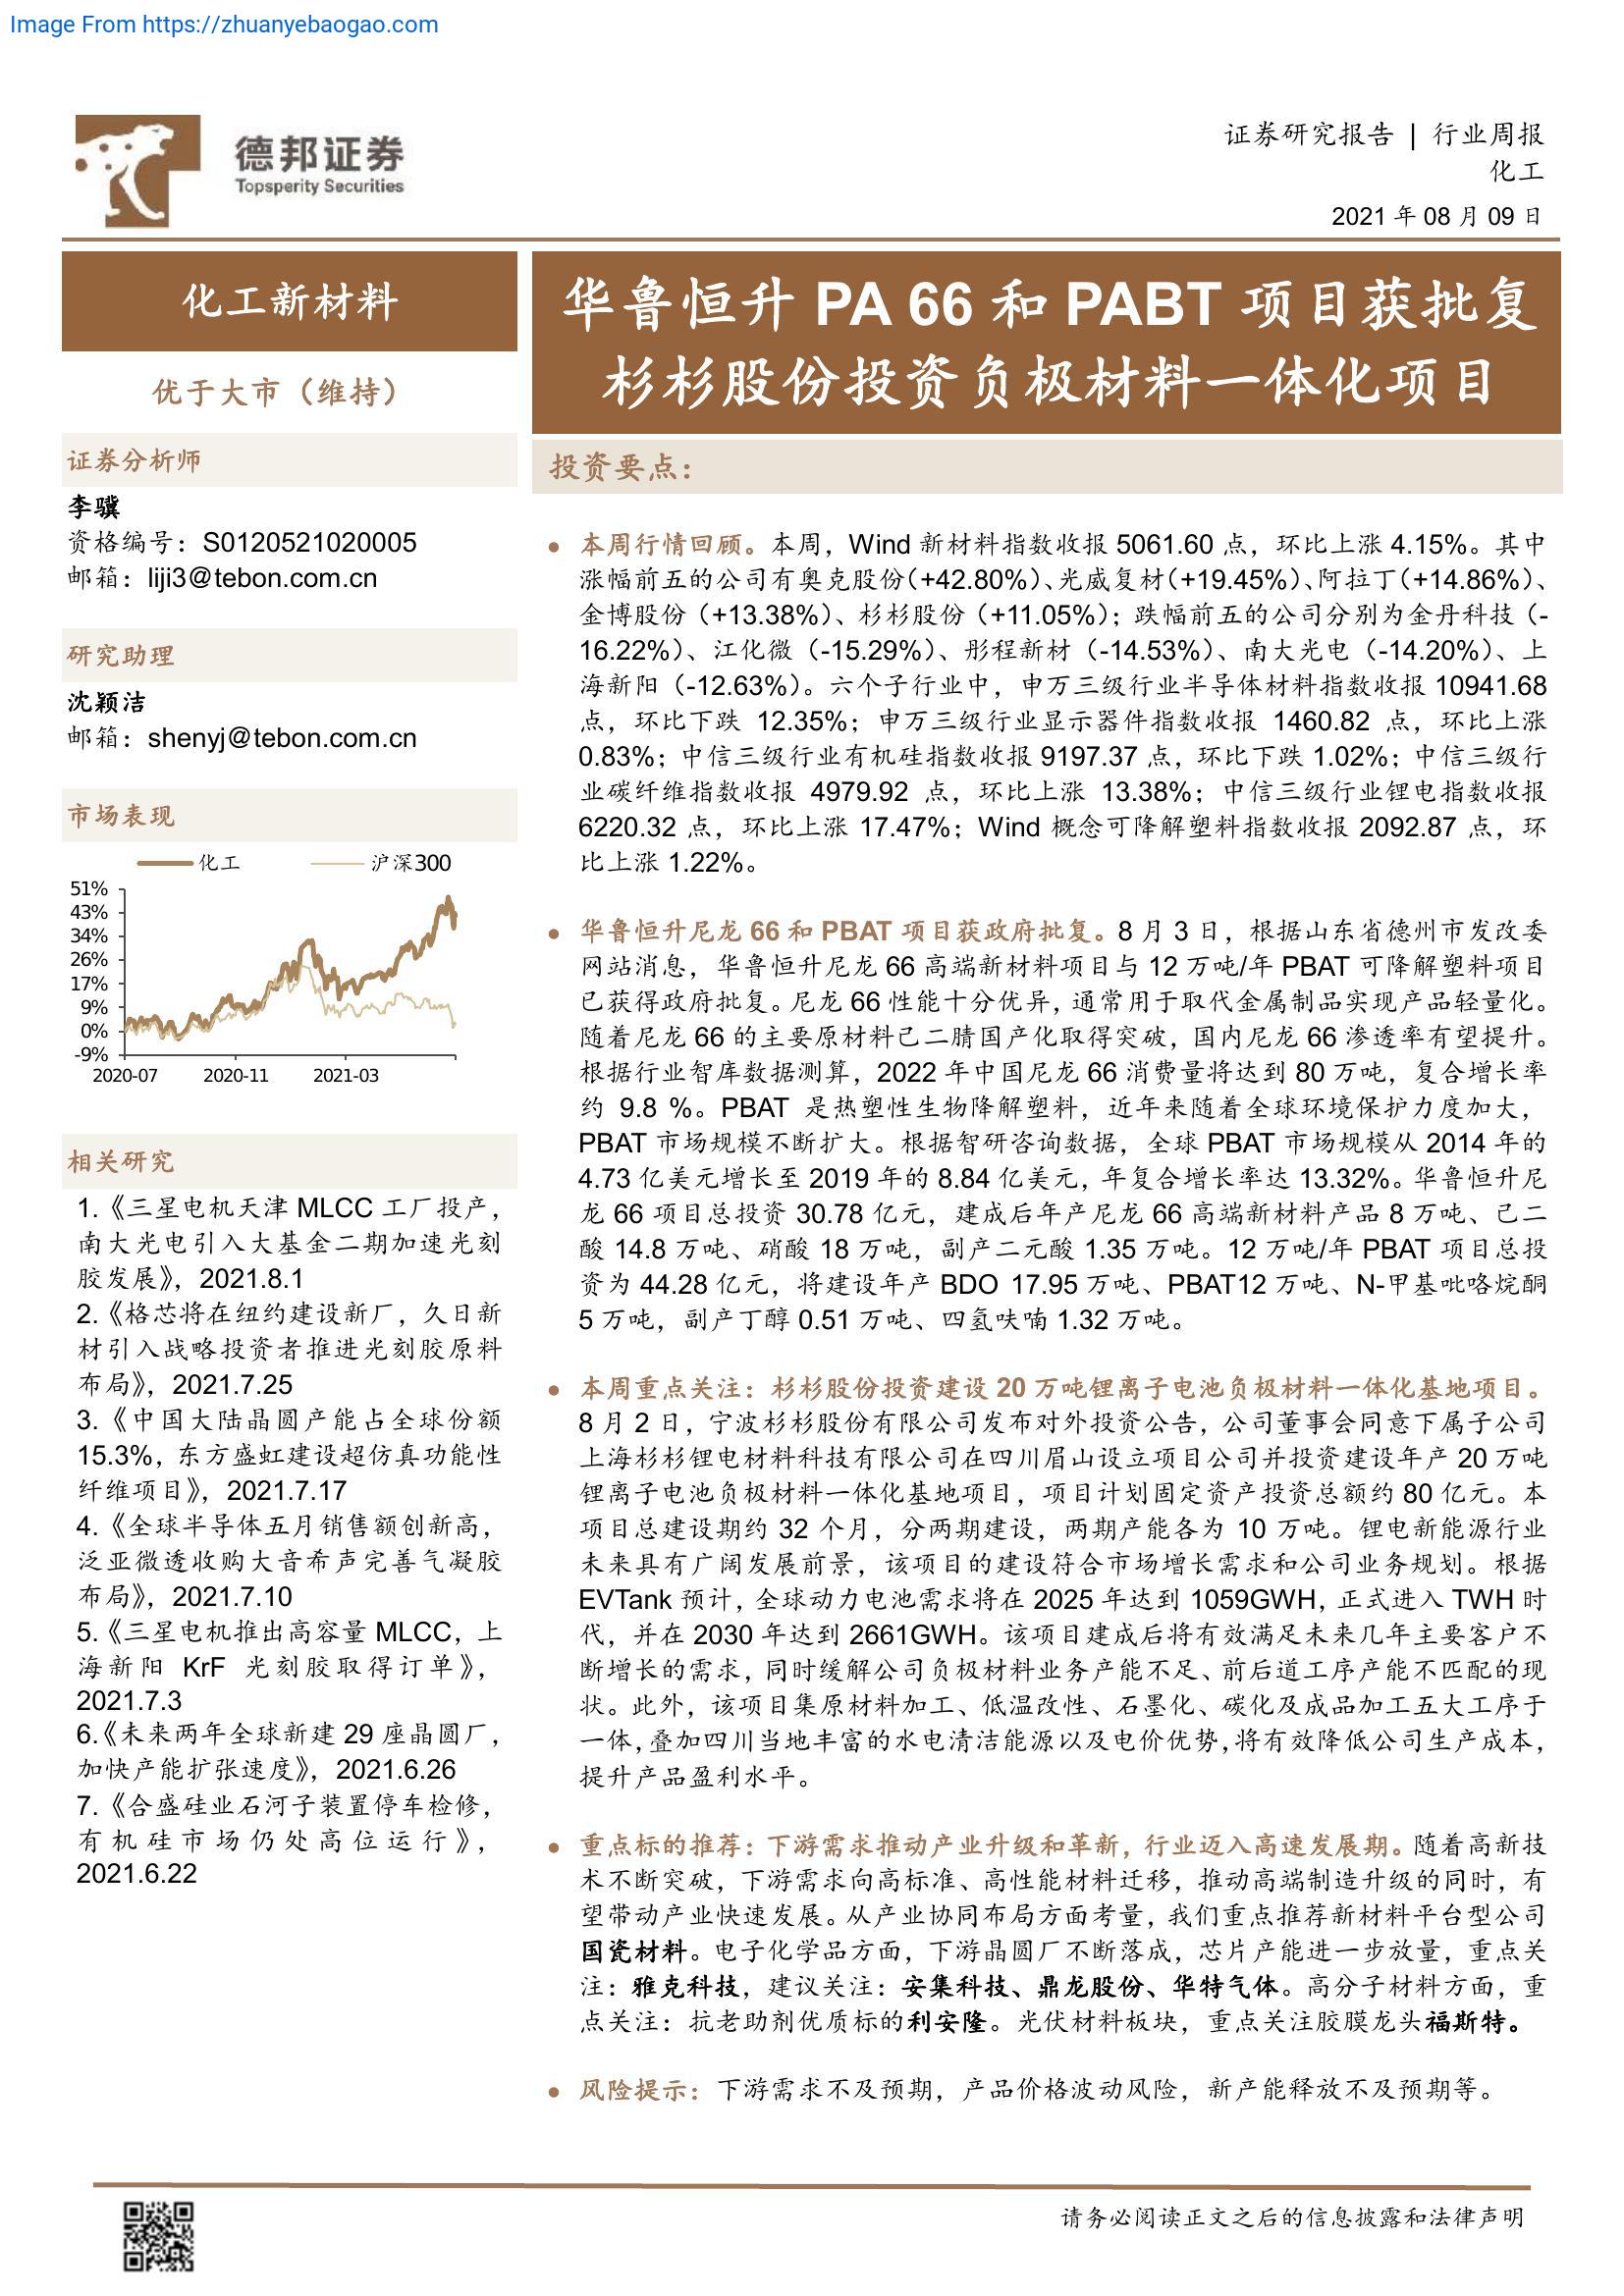 Image From https://zhuanyebaogao.com
德邦证券
Topsperity Securities
证券研究报告 | 行业周报
化工
2021 年 08 月 09 日
化工新材料
优于大市（维持）
证券分析师
李骥
资格编号：S0120521020005
邮箱：liji3@tebon.com.cn
研究助理
沈颖洁
邮箱：shenyj@tebon.com.cn
市场表现
化工 沪深300
51%
43%
34%
26%
17%
9%
0%
-9%
2020-07 2020-11 2021-03
相关研究
1.《三星电机天津 MLCC 工厂投产，
南大光电引入大基金二期加速光刻
胶发展》，2021.8.1
2.《格芯将在纽约建设新厂，久日新
材引入战略投资者推进光刻胶原料
布局》，2021.7.25
3.《中国大陆晶圆产能占全球份额
15.3%，东方盛虹建设超仿真功能性
纤维项目》，2021.7.17
4.《全球半导体五月销售额创新高，
泛亚微透收购大音希声完善气凝胶
布局》，2021.7.10
5.《三星电机推出高容量 MLCC，上
海新阳 KrF 光刻胶取得订单》，
2021.7.3
6.《未来两年全球新建 29 座晶圆厂，
加快产能扩张速度》，2021.6.26
7.《合盛硅业石河子装置停车检修，
有机硅市场仍处高位运行》，
2021.6.22
华鲁恒升 PA 66 和 PABT 项目获批复
杉杉股份投资负极材料一体化项目
投资要点：
● 本周行情回顾。本周，Wind 新材料指数收报 5061.60 点，环比上涨 4.15%。其中
涨幅前五的公司有奥克股份（+42.80%）、光威复材（+19.45%）、阿拉丁（+14.86%）、
金博股份（+13.38%）、杉杉股份（+11.05%）；跌幅前五的公司分别为金丹科技（-
16.22%）、江化微（-15.29%）、彤程新材（-14.53%）、南大光电（-14.20%）、上
海新阳（-12.63%）。六个子行业中，申万三级行业半导体材料指数收报 10941.68
点，环比下跌 12.35%；申万三级行业显示器件指数收报 1460.82 点，环比上涨
0.83%；中信三级行业有机硅指数收报 9197.37 点，环比下跌 1.02%；中信三级行
业碳纤维指数收报 4979.92 点，环比上涨 13.38%；中信三级行业锂电指数收报
6220.32 点，环比上涨 17.47%；Wind 概念可降解塑料指数收报 2092.87 点，环
比上涨 1.22%。
● 华鲁恒升尼龙 66 和 PBAT 项目获政府批复。8 月 3 日，根据山东省德州市发改委
网站消息，华鲁恒升尼龙 66 高端新材料项目与 12 万吨/年 PBAT 可降解塑料项目
已获得政府批复。尼龙 66 性能十分优异，通常用于取代金属制品实现产品轻量化。
随着尼龙 66 的主要原材料己二腈国产化取得突破，国内尼龙 66 渗透率有望提升。
根据行业智库数据测算，2022 年中国尼龙 66 消费量将达到 80 万吨，复合增长率
约 9.8 %。PBAT 是热塑性生物降解塑料，近年来随着全球环境保护力度加大，
PBAT 市场规模不断扩大。根据智研咨询数据，全球 PBAT 市场规模从 2014 年的
4.73 亿美元增长至 2019 年的 8.84 亿美元，年复合增长率达 13.32%。华鲁恒升尼
龙 66 项目总投资 30.78 亿元，建成后年产尼龙 66 高端新材料产品 8 万吨、己二
酸 14.8 万吨、硝酸 18 万吨，副产二元酸 1.35 万吨。12 万吨/年 PBAT 项目总投
资为 44.28 亿元，将建设年产 BDO 17.95 万吨、PBAT12 万吨、N-甲基吡咯烷酮
5 万吨，副产丁醇 0.51 万吨、四氢呋喃 1.32 万吨。
● 本周重点关注：杉杉股份投资建设 20 万吨锂离子电池负极材料一体化基地项目。
8 月 2 日，宁波杉杉股份有限公司发布对外投资公告，公司董事会同意下属子公司
上海杉杉锂电材料科技有限公司在四川眉山设立项目公司并投资建设年产 20 万吨
锂离子电池负极材料一体化基地项目，项目计划固定资产投资总额约 80 亿元。本
项目总建设期约 32 个月，分两期建设，两期产能各为 10 万吨。锂电新能源行业
未来具有广阔发展前景，该项目的建设符合市场增长需求和公司业务规划。根据
EVTank 预计，全球动力电池需求将在 2025 年达到 1059GWH，正式进入 TWH 时
代，并在 2030 年达到 2661GWH。该项目建成后将有效满足未来几年主要客户不
断增长的需求，同时缓解公司负极材料业务产能不足、前后道工序产能不匹配的现
状。此外，该项目集原材料加工、低温改性、石墨化、碳化及成品加工五大工序于
一体，叠加四川当地丰富的水电清洁能源以及电价优势，将有效降低公司生产成本，
提升产品盈利水平。
● 重点标的推荐：下游需求推动产业升级和革新，行业迈入高速发展期。随着高新技
术不断突破，下游需求向高标准、高性能材料迁移，推动高端制造升级的同时，有
望带动产业快速发展。从产业协同布局方面考量，我们重点推荐新材料平台型公司
国瓷材料。电子化学品方面，下游晶圆厂不断落成，芯片产能进一步放量，重点关
注：雅克科技，建议关注：安集科技、鼎龙股份、华特气体。高分子材料方面，重
点关注：抗老助剂优质标的利安隆。光伏材料板块，重点关注胶膜龙头福斯特。
● 风险提示：下游需求不及预期，产品价格波动风险，新产能释放不及预期等。
请务必阅读正文之后的信息披露和法律声明